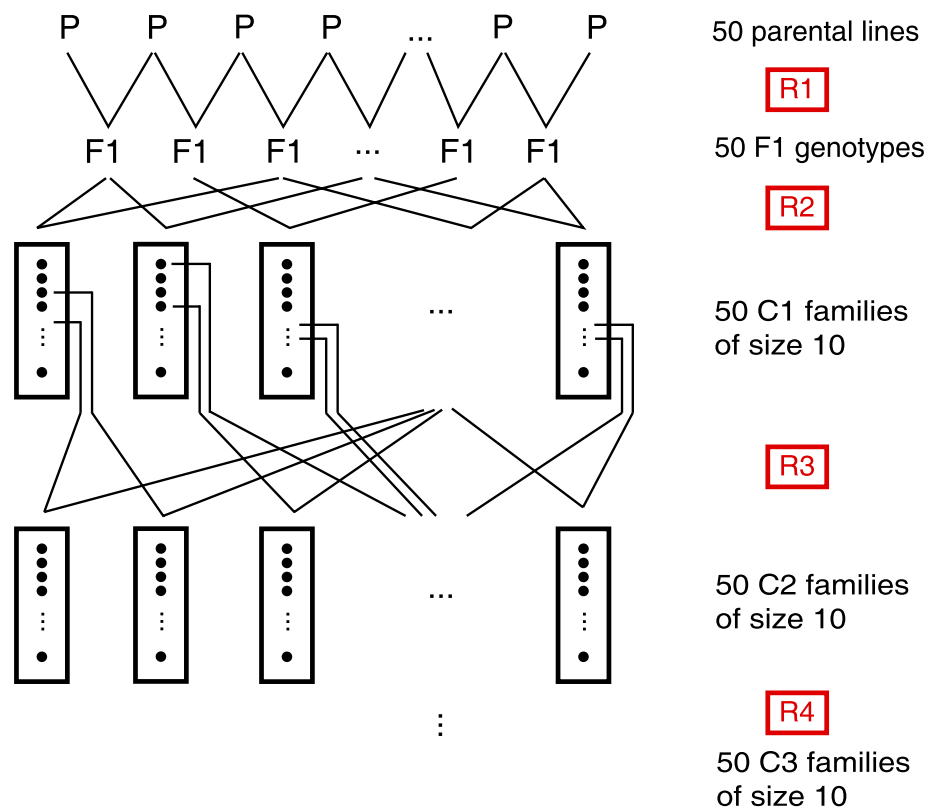 P P P P ... P P 50 parental lines
R1
F1 F1 F1 ... F1 F1 50 F1 genotypes
R2
... 50 C1 families
of size 10
R3
... 50 C2 families
of size 10
R4
50 C3 families
of size 10